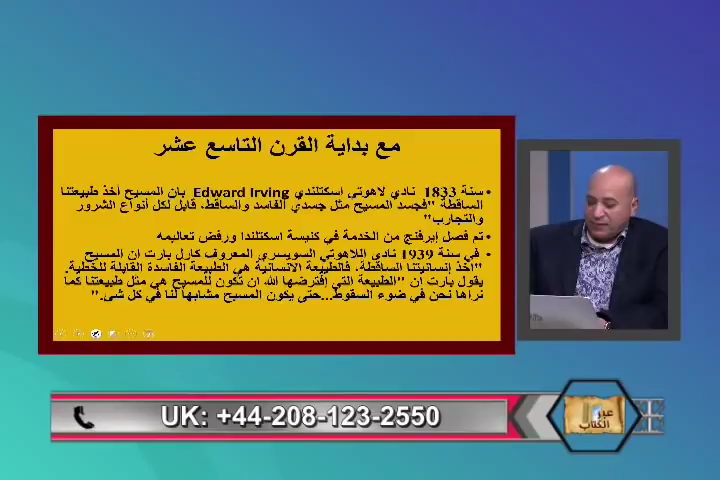 مع بداية القرن التاسع عشر
•سنة 1833 نادي لاهوتي اسكتلندي Edward Irving بان المسيح أخذ طبيعتنا
الساقطة "فجسد المسيح مثل جسدي الفاسد والساقط، قابل لكل أنواع الشرور
والتجارب"
•تم فصل إيرفنج من الخدمة في كنيسة اسكتلندا ورفض تعاليمه
•في سنة 1939 نادى اللاهوتي السويسري المعروف كارل بارت ان المسيح
"أخذ إنسانيتنا الساقطة، فالطبيعة الانسانية هي الطبيعة الفاسدة القابلة للخطية.
يقول بارت ان "الطبيعة التي إفترضها الله ان تكون للمسيح هي مثل طبيعتنا كما
نراها نحن في ضوء السقوط...حتى يكون المسيح مشابها لنا في كل شئ."
UK: +44-208-123-2550
عبر
الكتاب